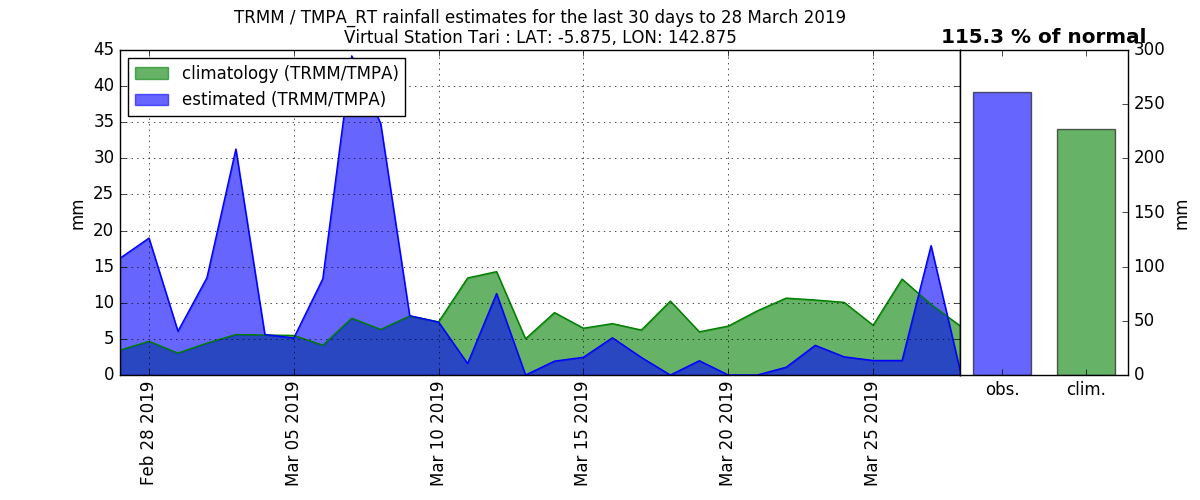 TRMM / TMPA_RT rainfall estimates for the last 30 days to 28 March 2019
Virtual Station Tari : LAT: -5.875, LON: 142.875
115.3 % of normal
climatology (TRMM/TMPA)
estimated (TRMM/TMPA)
45
40
35
30
25
20
15
10
5
0
mm
Feb 28 2019
Mar 05 2019
Mar 10 2019
Mar 15 2019
Mar 20 2019
Mar 25 2019
300
250
200
150
100
50
0
mm
obs.
clim.